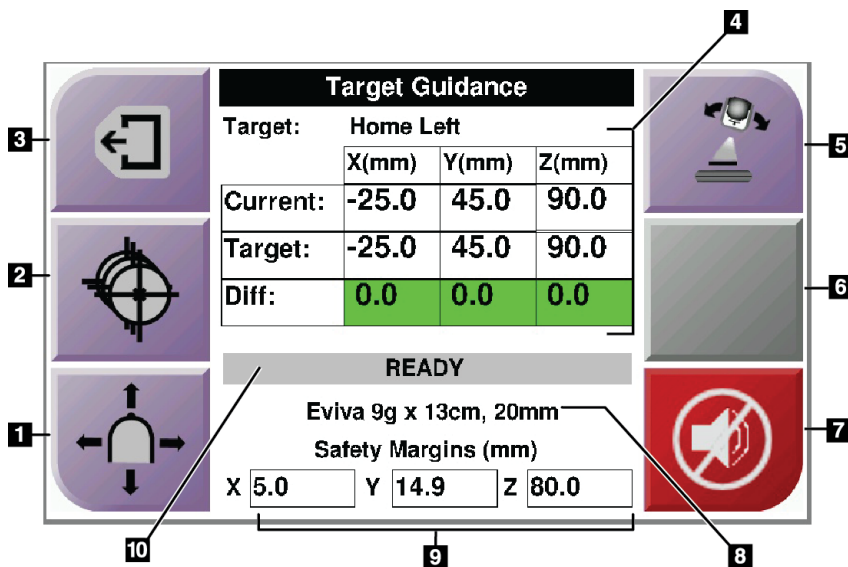 4
Target Guidance
3
Target: Home Left
5
X(mm) Y(mm) Z(mm)
Current: -25.0 45.0 90.0
Target: -25.0 45.0 90.0
2
6
Diff: 0.0 0.0 0.0
READY
Eviva 9g x 13cm, 20mm
1
7
Safety Margins (mm)
X 5.0 Y 14.9 Z 80.0
10
9
8